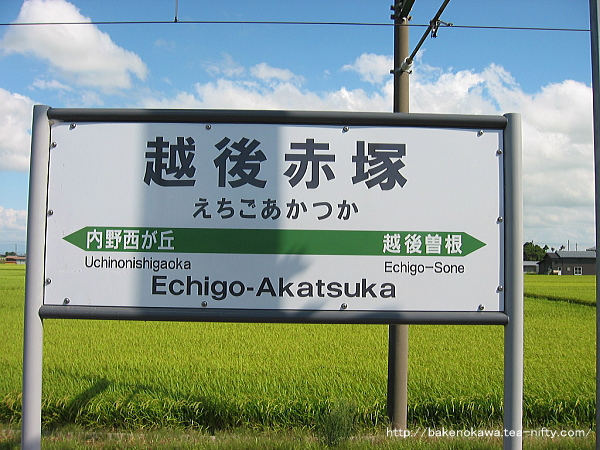 越後赤塚
えちごあかつか
内野西が丘 越後曽根
Uchinonishigaoka Echigo-Sone
Echigo-Akatsuka
http://bakenokawa.tea-nifty.com/